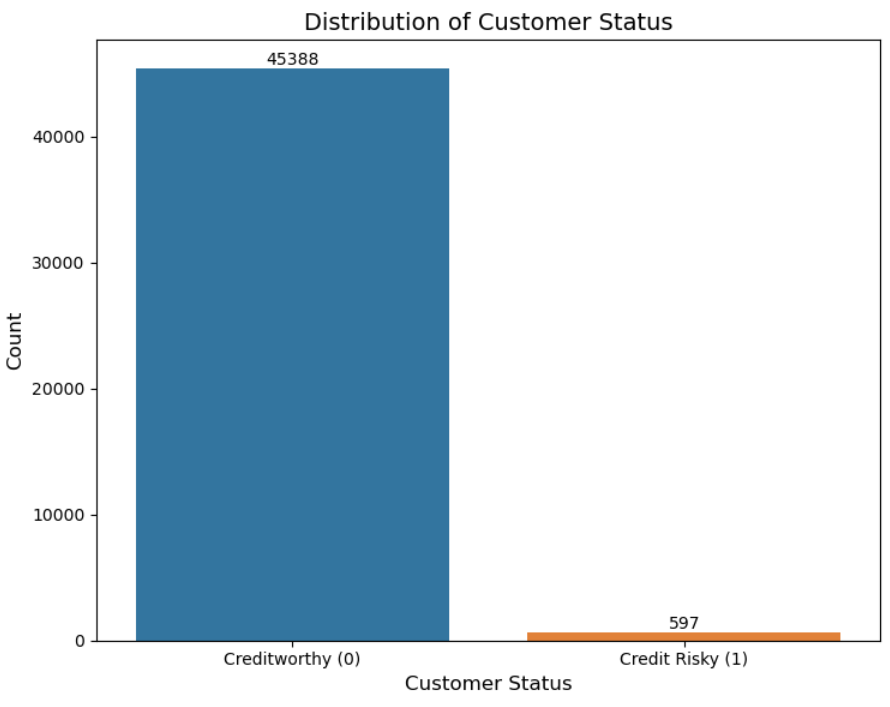 Distribution of Customer Status
45388
40000
30000
20000
10000
0
Count
597
Creditworthy (0)
Credit Risky (1)
Customer Status